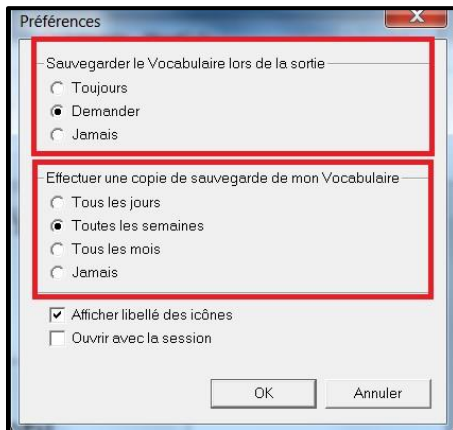 Préférences
Sauvegarder le Vocabulaire lors de la sortie
Toujours
Demander
Jamais
Effectuer une copie de sauvegarde de mon Vocabulaire
Tous les jours
Toutes les semaines
Tous les mois
Jamais
Afficher libellé des icônes
Ouvrir avec la session
OK Annuler